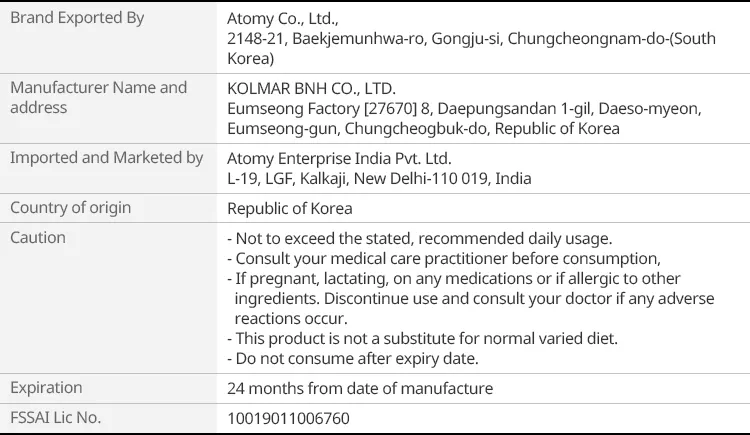 Brand Exported By
Atomy Co., Ltd.,
2148-21, Baekjemunhwa-ro, Gongju-si, Chungcheongnam-do-(South
Korea)
Manufacturer Name and
address
KOLMAR BNH CO., LTD.
Eumseong Factory [27670] 8, Daepungsandan 1-gil, Daeso-myeon,
Eumseong-gun, Chungcheogbuk-do, Republic of Korea
Imported and Marketed by
Atomy Enterprise India Pvt. Ltd.
L-19, LGF, Kalkaji, New Delhi-110 019, India
Country of origin
Republic of Korea
Caution
- Not to exceed the stated, recommended daily usage.
- Consult your medical care practitioner before consumption,
- If pregnant, lactating, on any medications or if allergic to other
ingredients. Discontinue use and consult your doctor if any adverse
reactions occur.
- This product is not a substitute for normal varied diet.
- Do not consume after expiry date.
Expiration
24 months from date of manufacture
FSSAI Lic No.
10019011006760